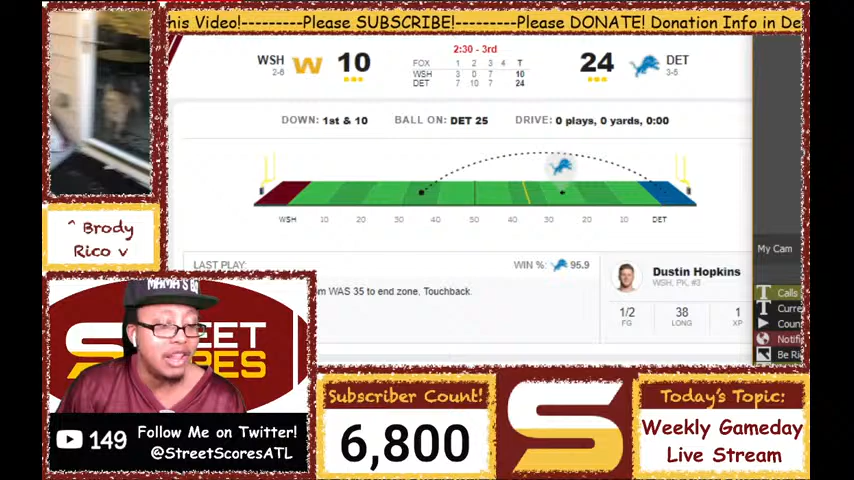 his Video!---------Please SUBSCRIBE!---------Please DONATE! Donation Info in De
WSH
2-6
W
10
2:30 - 3rd
FOX 1 2 3 4 T
WSH 3 0 7 10
DET 7 10 7 24
24
DET
3-5
DOWN: 1st & 10 BALL ON: DET 25 DRIVE: 0 plays, 0 yards, 0:00
WSH 10 20 30 40 50 40 30 20 10 DET
^ Brody
Rico v
LAST PLAY:
WIN %: 95.9
m WAS 35 to end zone, Touchback.
Dustin Hopkins
WSH, PK, #3
1/2 38 1
FG LONG XP
My Cam
Calls
Curre
Coun
Notifi
Be Ri
MAMA'S B
STREET
SCORES
149
Follow Me on Twitter!
@StreetScoresATL
Subscriber Count!
6,800
S
Today's Topic:
Weekly Gameday
Live Stream